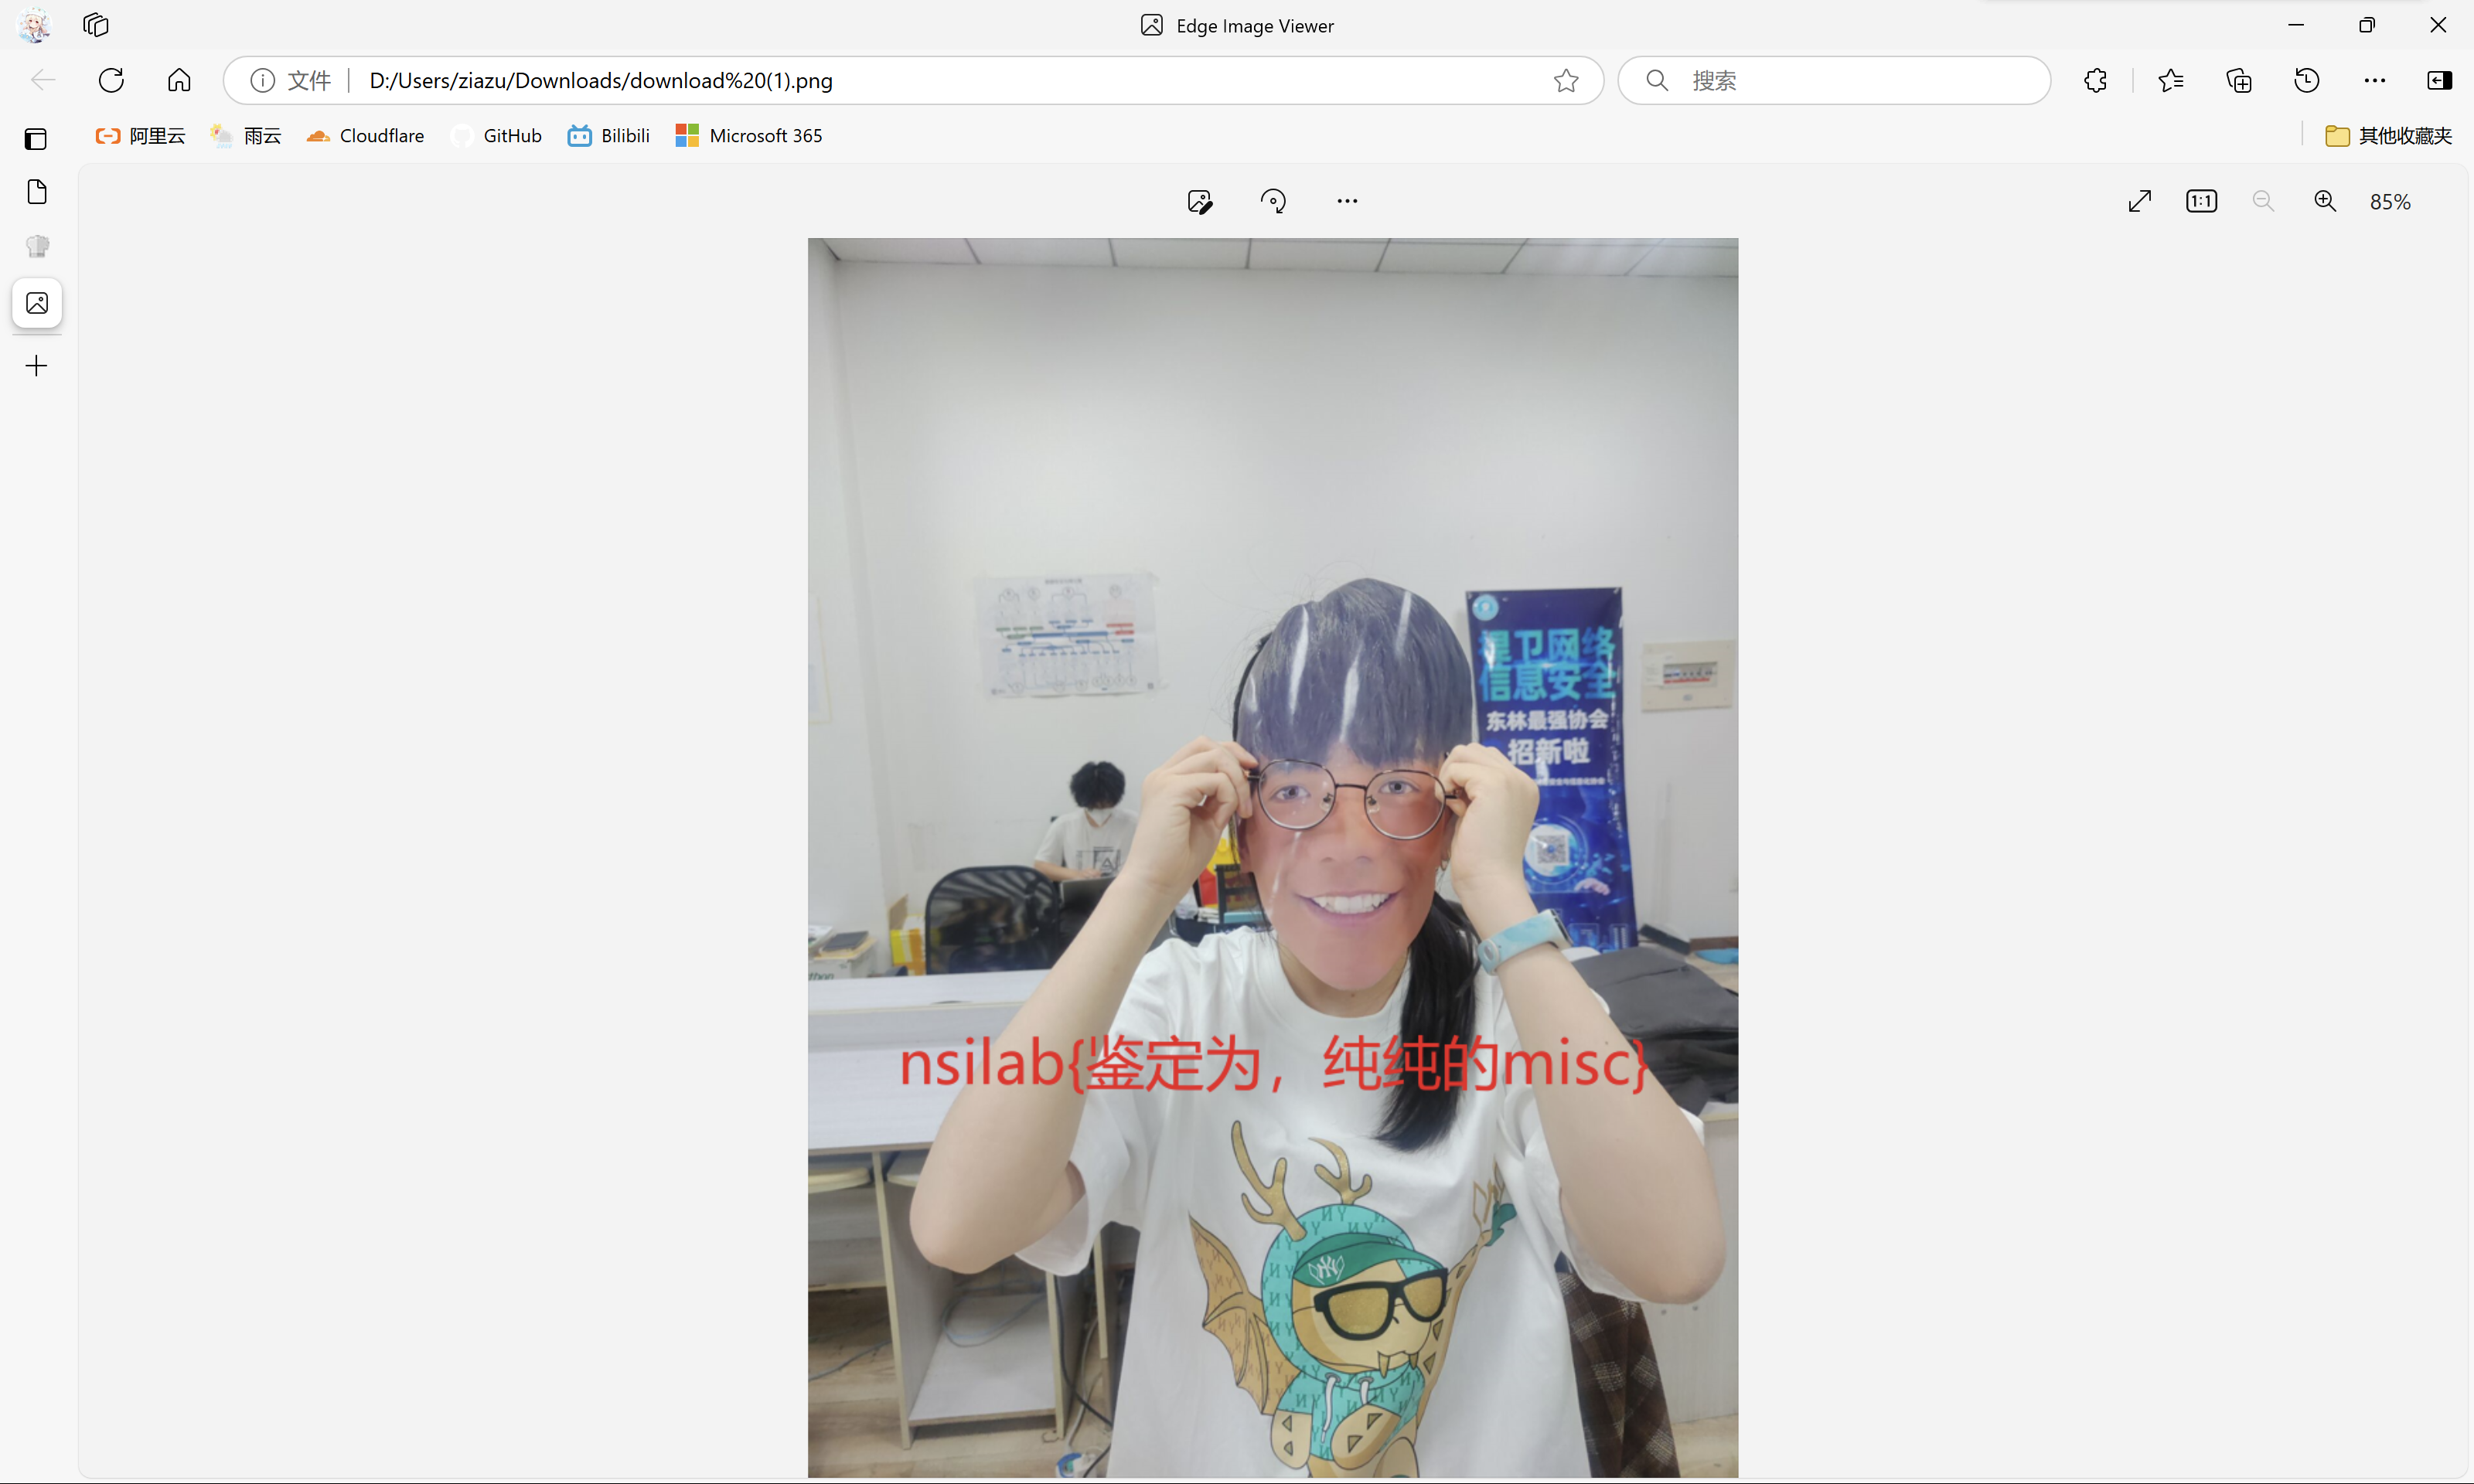 Edge Image Viewer
文件
D:/Users/ziazu/Downloads/download%20(1).png
搜索
阿里云
雨云
Cloudflare
GitHub
Bilibili
Microsoft 365
其他收藏夹
1:1
85%
捍卫网络
信息安全
东林最强协会
招新啦
nsilab{鉴定为，纯纯的misc}